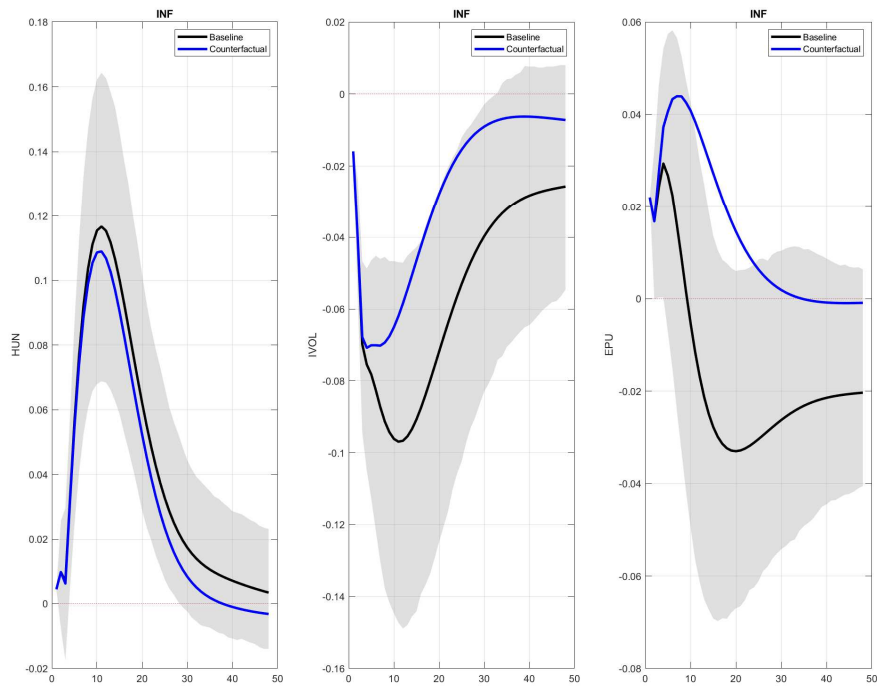 INF
HUN
Baseline
Counterfactual
0.18
0.16
0.14
0.12
0.1
0.08
0.06
0.04
0.02
0
-0.02
0 10 20 30 40 50
INF
IVOL
Baseline
Counterfactual
0.02
0
-0.02
-0.04
-0.06
-0.08
-0.1
-0.12
-0.14
-0.16
0 10 20 30 40 50
INF
EPU
Baseline
Counterfactual
0.06
0.04
0.02
0
-0.02
-0.04
-0.06
-0.08
0 10 20 30 40 50